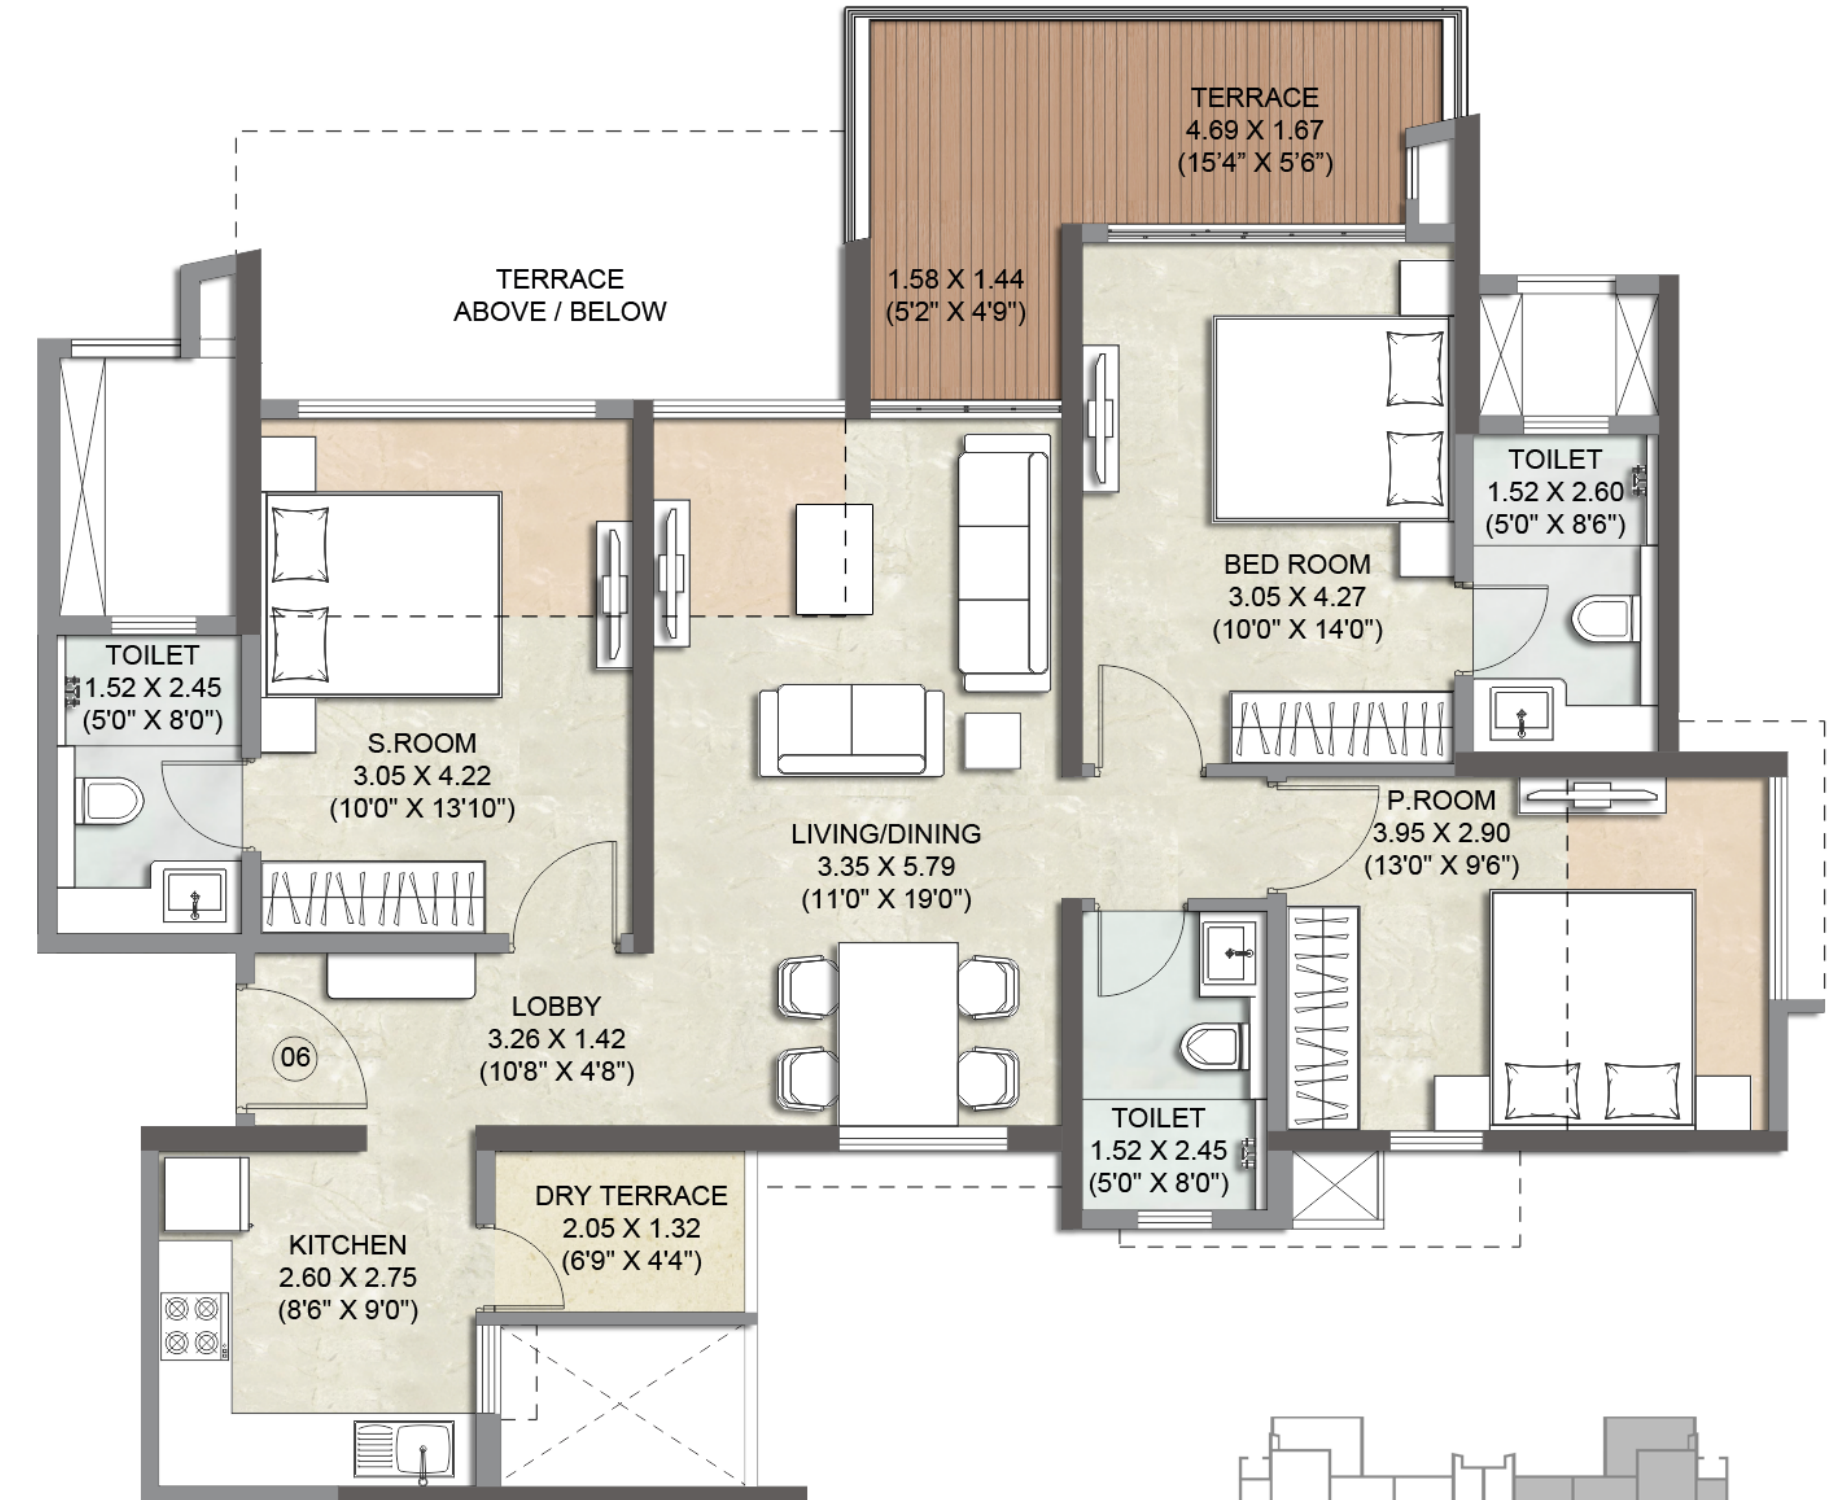 TERRACE
4.69 X 1.67
(15’4” X 5’6”)
TERRACE
ABOVE / BELOW
1.58 X 1.44
(5'2" X 4'9")
TOILET
1.52 X 2.60
(5'0" X 8'6")
BED ROOM
3.05 X 4.27
(10'0" X 14'0")
TOILET
1.52 X 2.45
(5'0" X 8'0")
S.ROOM
3.05 X 4.22
(10'0" X 13'10")
LIVING/DINING
3.35 X 5.79
(11'0" X 19'0")
P.ROOM
3.95 X 2.90
(13'0" X 9'6")
LOBBY
3.26 X 1.42
(10'8" X 4'8")
06
TOILET
1.52 X 2.45
(5'0" X 8'0")
DRY TERRACE
2.05 X 1.32
(6'9" X 4'4")
KITCHEN
2.60 X 2.75
(8'6" X 9'0")